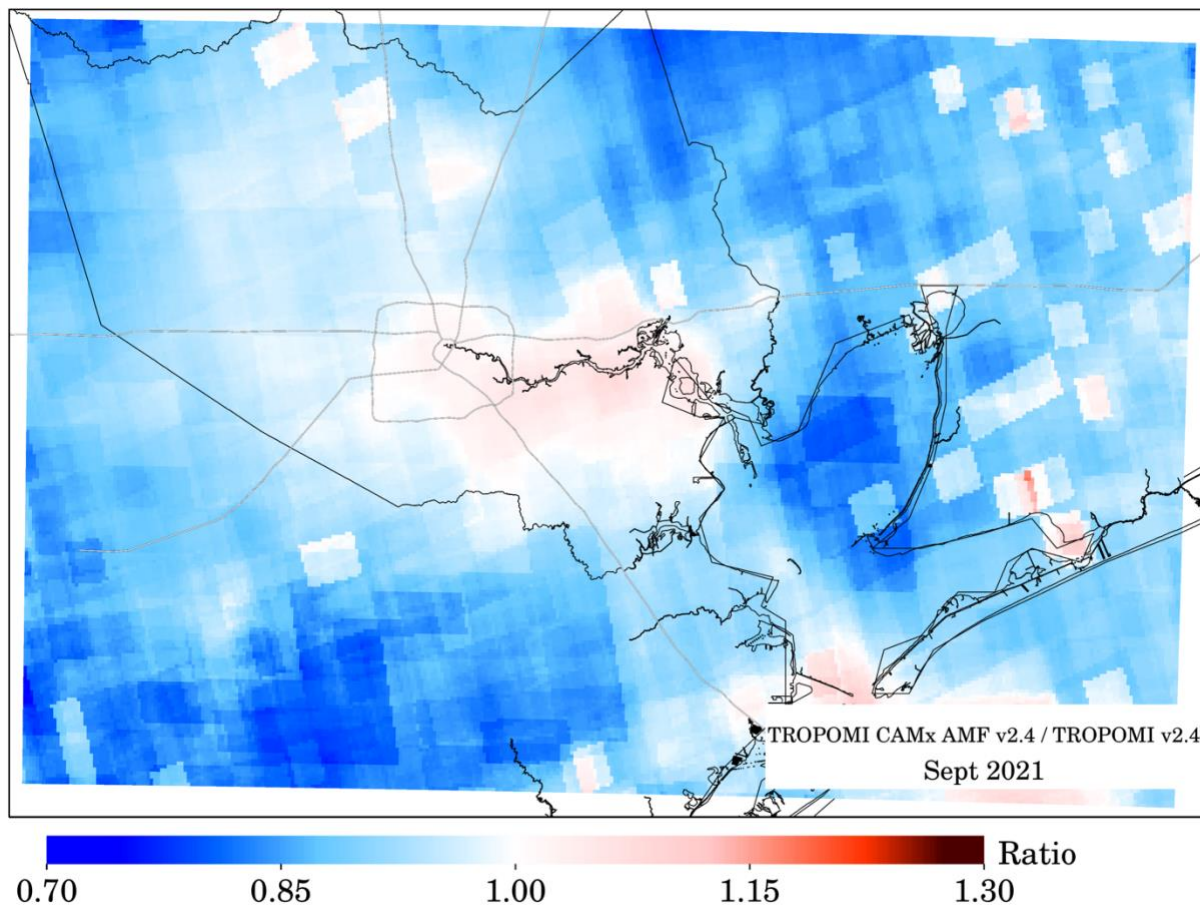 TROPOMI CAMx AMF v2.4 / TROPOMI v2.4
Sept 2021
Ratio
0.70 0.85 1.00 1.15 1.30